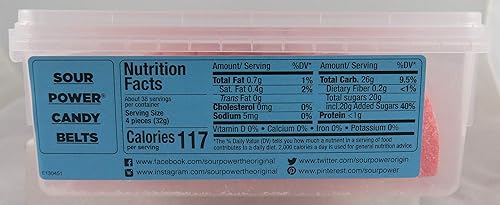 SOUR
POWER®
CANDY
BELTS
C130451
Nutrition
Facts
About 38 servings
per container
Serving Size
4 pieces (32g)
Calories 117
per serving
Amount/ Serving %DV*
Total Fat 0.7g 1%
Sat. Fat 0.4g 2%
Trans Fat 0g
Cholesterol 0mg 0%
Sodium 5mg 0%
Amount/ Serving %DV*
Total Carb. 26g 9.5%
Dietary Fiber 0.2g <1%
Total sugars 20g
incl.20g Added Sugars 40%
Protein <1g
Vitamin D 0% • Calcium 0% • Iron 0% • Potassium 0%
*The % Daily Value (DV) tells you how much a nutrient in a serving of food
contributes to a daily diet. 2,000 calories a day is used for general nutrition advice.
www.facebook.com/sourpowertheoriginal
www.twitter.com/sourpowerorigin
www.instagram.com/sourpowertheoriginal
www.pinterest.com/sourpower